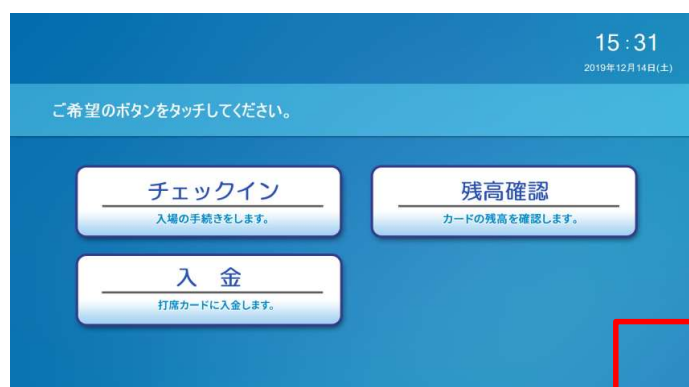 15:31
2019年12月14日(土)
ご希望のボタンをタッチしてください。
チェックイン
入場の手続きをします。
残高確認
カードの残高を確認します。
入 金
打席カードに入金します。